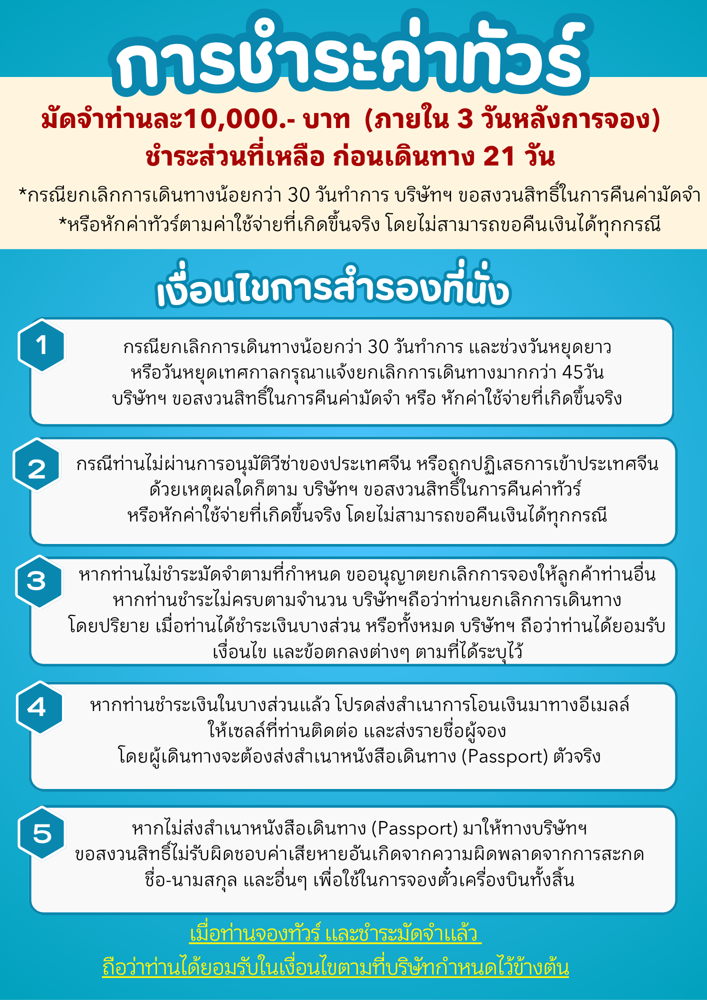 การชำระค่าทัวร์
มัดจำท่านละ10,000.- บาท (ภายใน 3 วันหลังการจอง)
ชำระส่วนที่เหลือ ก่อนเดินทาง 21 วัน
*กรณียกเลิกการเดินทางน้อยกว่า 30 วันทำการ บริษัทฯ ขอสงวนสิทธิ์ในการคืนค่ามัดจำ
*หรือหักค่าทัวร์ตามค่าใช้จ่ายที่เกิดขึ้นจริง โดยไม่สามารถขอคืนเงินได้ทุกกรณี
เงื่อนไขการสำรองที่นั่ง
1
กรณียกเลิกการเดินทางน้อยกว่า 30 วันทำการ และช่วงวันหยุดยาว
หรือวันหยุดเทศกาลกรุณาแจ้งยกเลิกการเดินทางมากกว่า 45วัน
บริษัทฯ ขอสงวนสิทธิ์ในการคืนค่ามัดจำ หรือ หักค่าใช้จ่ายที่เกิดขึ้นจริง
2
กรณีท่านไม่ผ่านการอนุมัติวีซ่าของประเทศจีน หรือถูกปฏิเสธการเข้าประเทศจีน
ด้วยเหตุผลใดก็ตาม บริษัทฯ ขอสงวนสิทธิ์ในการคืนค่าทัวร์
หรือหักค่าใช้จ่ายที่เกิดขึ้นจริง โดยไม่สามารถขอคืนเงินได้ทุกกรณี
3
หากท่านไม่ชำระมัดจำตามที่กำหนด ขออนุญาตยกเลิกการจองให้ลูกค้าท่านอื่น
หากท่านชำระไม่ครบตามจำนวน บริษัทฯถือว่าท่านยกเลิกการเดินทาง
โดยปริยาย เมื่อท่านได้ชำระเงินบางส่วน หรือทั้งหมด บริษัทฯ ถือว่าท่านได้ยอมรับ
เงื่อนไข และข้อตกลงต่างๆ ตามที่ได้ระบุไว้
4
หากท่านชำระเงินในบางส่วนแล้ว โปรดส่งสำเนาการโอนเงินมาทางอีเมลล์
ให้เซลล์ที่ท่านติดต่อ และส่งรายชื่อผู้จอง
โดยผู้เดินทางจะต้องส่งสำเนาหนังสือเดินทาง (Passport) ตัวจริง
5
หากไม่ส่งสำเนาหนังสือเดินทาง (Passport) มาให้ทางบริษัทฯ
ขอสงวนสิทธิ์ไม่รับผิดชอบค่าเสียหายอันเกิดจากความผิดพลาดจากการสะกด
ชื่อ-นามสกุล และอื่นๆ เพื่อใช้ในการจองตั๋วเครื่องบินทั้งสิ้น
เมื่อท่านจองทัวร์ และชำระมัดจำแล้ว
ถือว่าท่านได้ยอมรับในเงื่อนไขตามที่บริษัทกำหนดไว้ข้างต้น